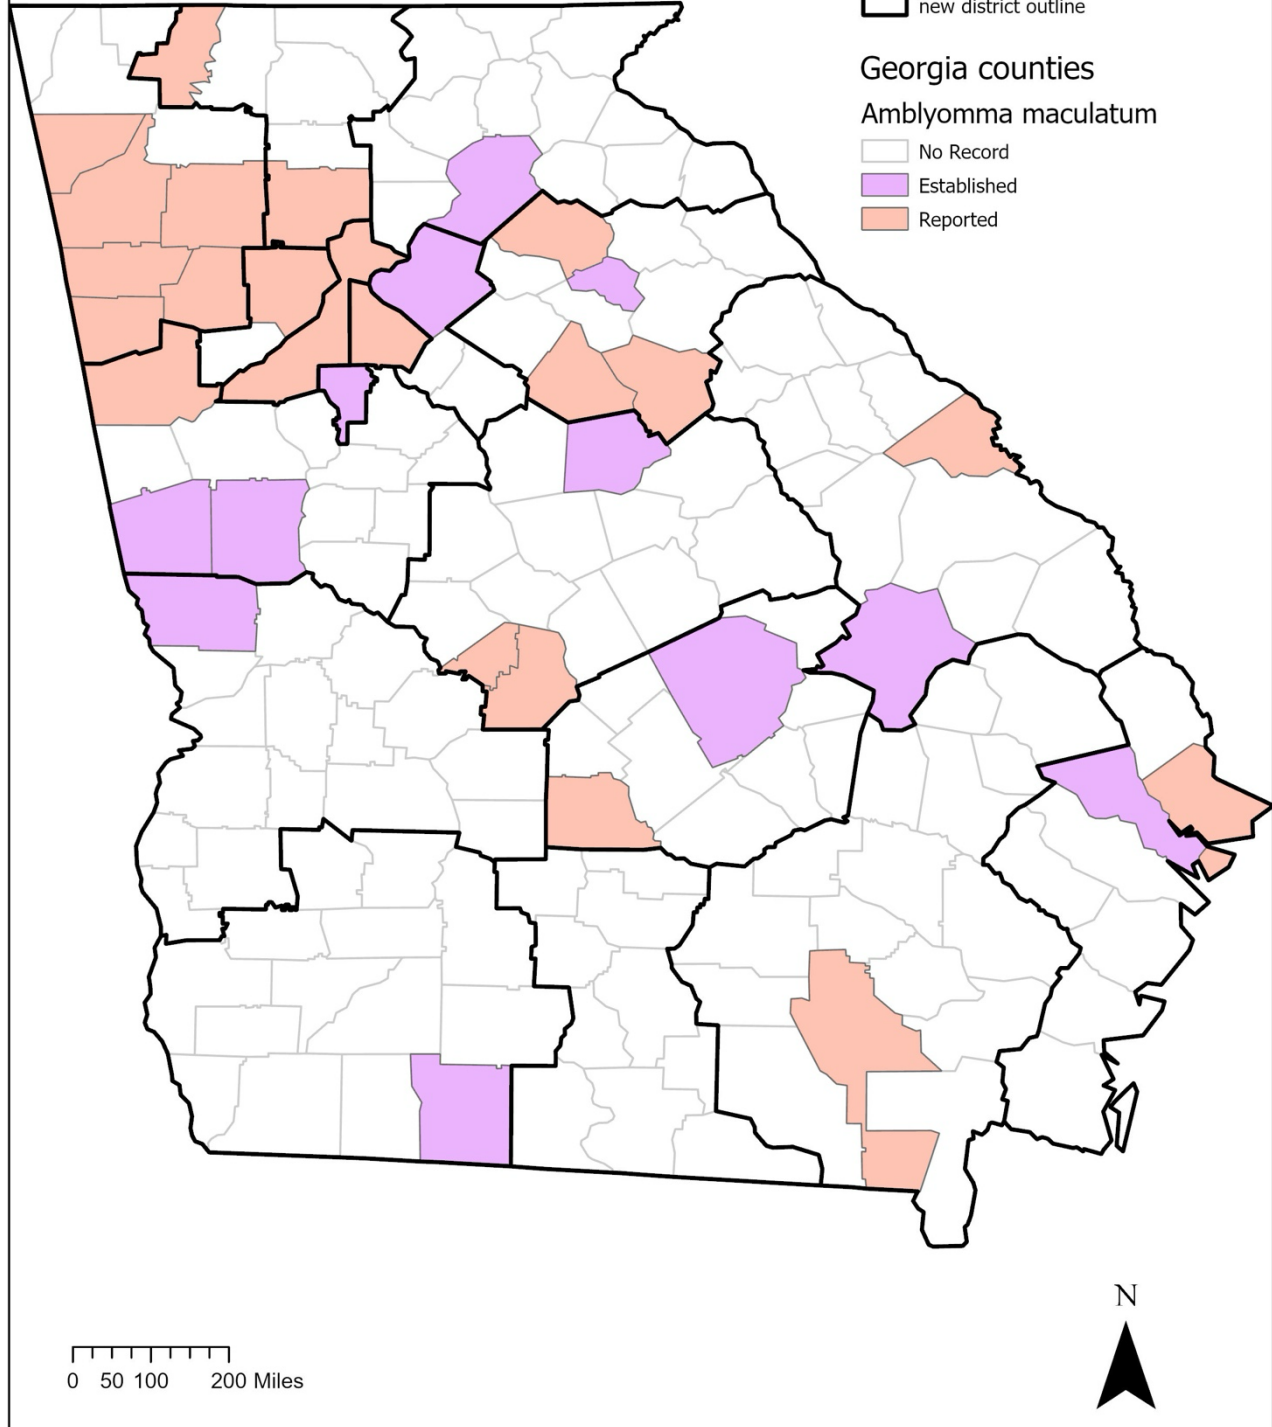 new district outline
Georgia counties
Amblyomma maculatum
No Record
Established
Reported
N
0 50 100 200 Miles